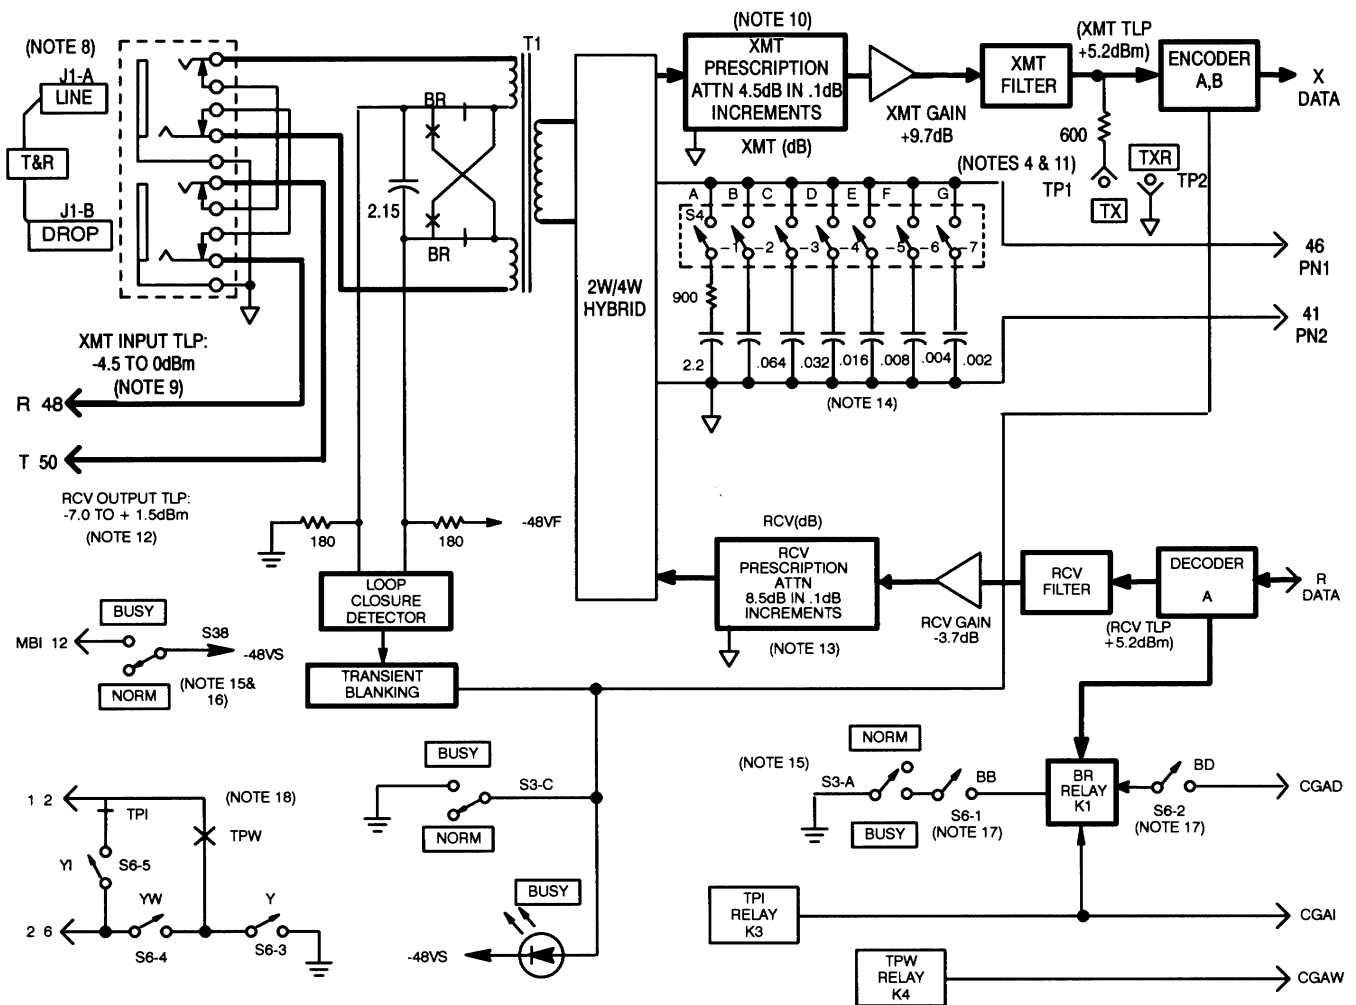 (NOTE 8)
J1-A
LINE
T&R
J1-B
DROP
T1
BR
2.15
BR
XMT INPUT TLP:
-4.5 TO 0dBm
(NOTE 9)
R 48
T 50
RCV OUTPUT TLP:
-7.0 TO + 1.5dBm
(NOTE 12)
2W/4W
HYBRID
(NOTE 10)
XMT
PRESCRIPTION
ATTN 4.5dB IN .1dB
INCREMENTS
XMT (dB)
XMT GAIN
+9.7dB
XMT
FILTER
(XMT TLP
+5.2dBm)
ENCODER
A,B
X
DATA
600
(NOTES 4 & 11)
TP1
TX
TXR
TP2
A B C D E F G
S4
-1 -2 -3 -4 -5 -6 -7
900
2.2 .064 .032 .016 .008 .004 .002
(NOTE 14)
46
PN1
41
PN2
180
180
-48VF
LOOP
CLOSURE
DETECTOR
TRANSIENT
BLANKING
RCV(dB)
RCV
PRESCRIPTION
ATTN
8.5dB IN .1dB
INCREMENTS
(NOTE 13)
RCV GAIN
-3.7dB
RCV
FILTER
(RCV TLP
+5.2dBm)
DECODER
A
R
DATA
BUSY
MBI 12
S38
-48VS
NORM
(NOTE 15&
16)
BUSY
S3-C
NORM
BUSY
-48VS
12
TPI
(NOTE 18)
TPW
YI
S6-5
YW
Y
26
S6-4
S6-3
NORM
(NOTE 15)
S3-A
BB
BUSY
S6-1
(NOTE 17)
BR
RELAY
K1
BD
S6-2
(NOTE 17)
CGAD
TPI
RELAY
K3
CGAI
TPW
RELAY
K4
CGAW